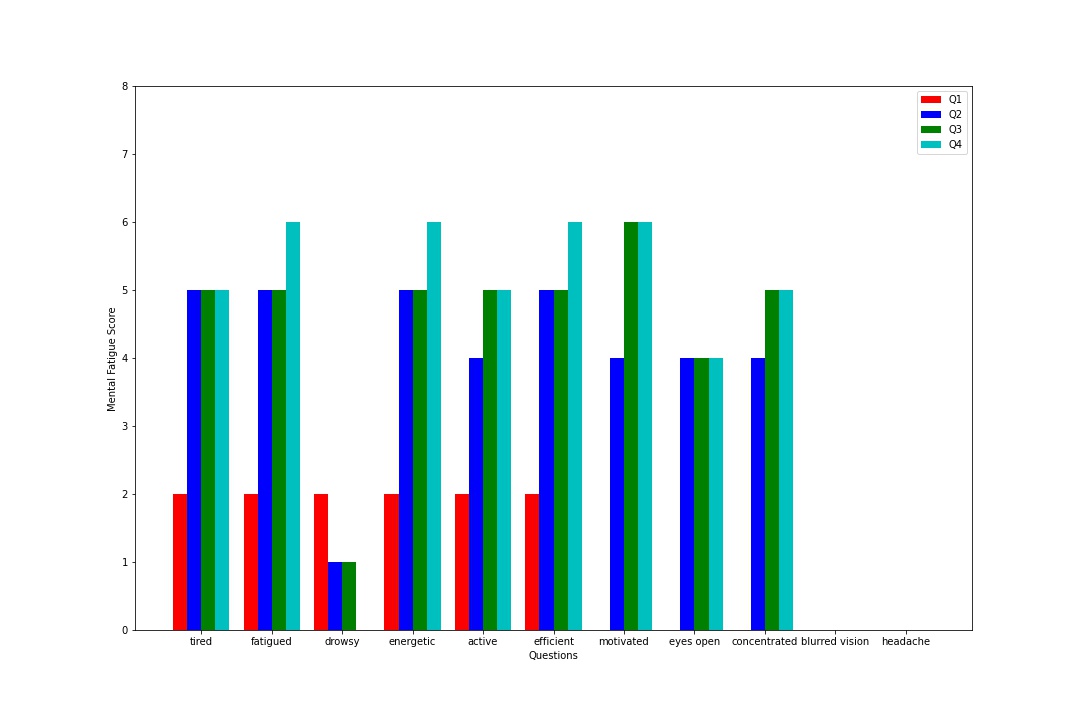 8
7
6
5
4
3
2
1
0
Mental Fatigue Score
Q1
Q2
Q3
Q4
tired fatigued drowsy energetic active efficient motivated eyes open concentrated blurred vision headache
Questions